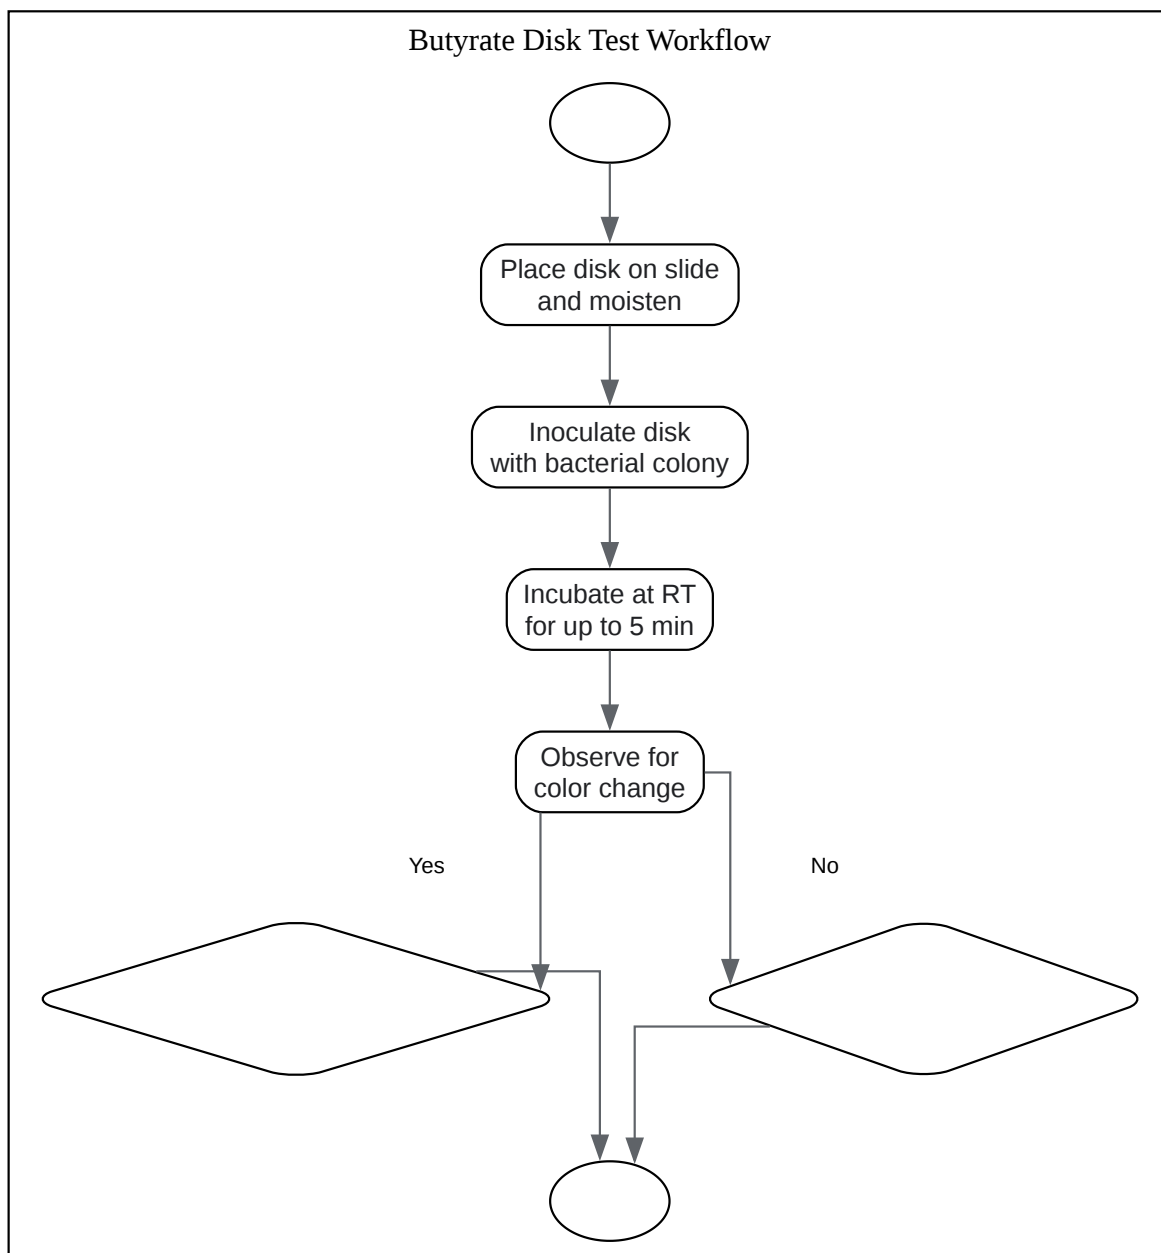 Butyrate Disk Test Workflow
Place disk on slide
and moisten
Inoculate disk
with bacterial colony
Incubate at RT
for up to 5 min
Observe for
color change
Yes
No